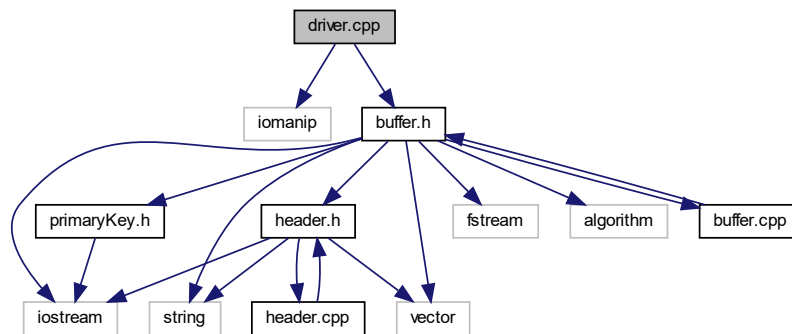 driver.cpp
iomanip
buffer.h
primaryKey.h
header.h
fstream
algorithm
buffer.cpp
iostream
string
header.cpp
vector